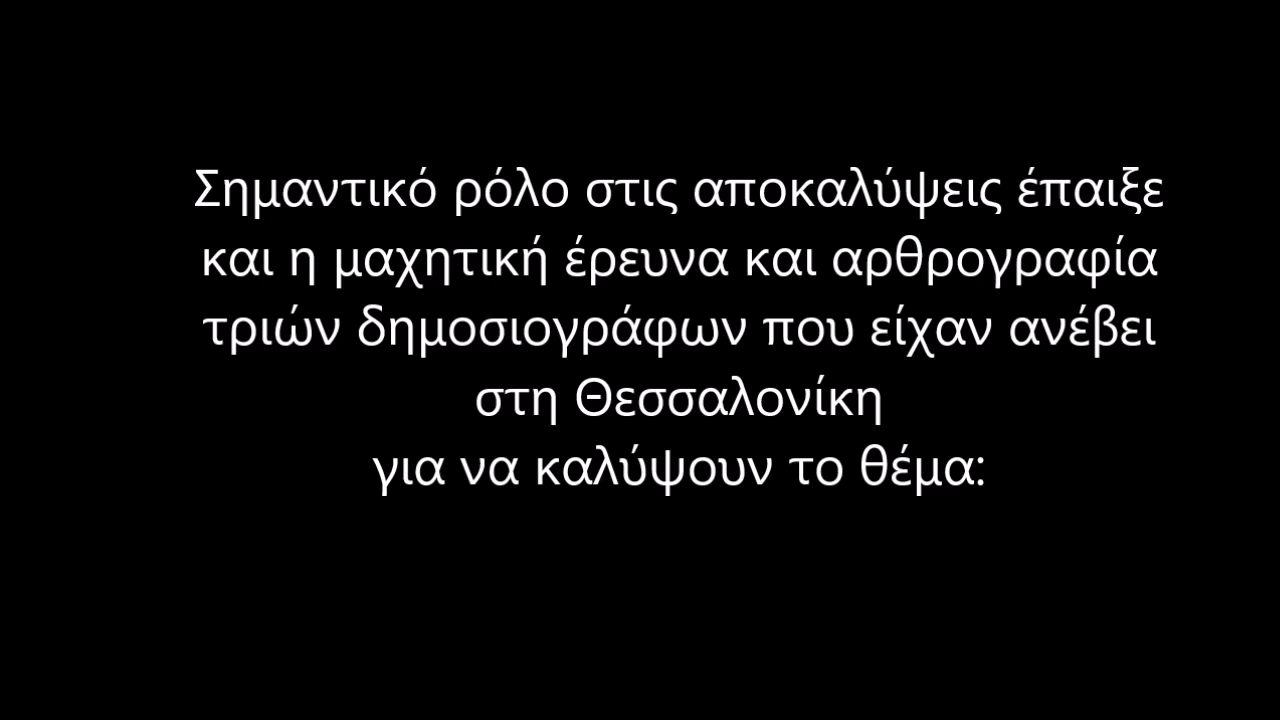 Σημαντικό ρόλο στις αποκαλύψεις έπαιξε
και η μαχητική έρευνα και αρθρογραφία
τριών δημοσιογράφων που είχαν ανέβει
στη Θεσσαλονίκη
για να καλύψουν το θέμα: